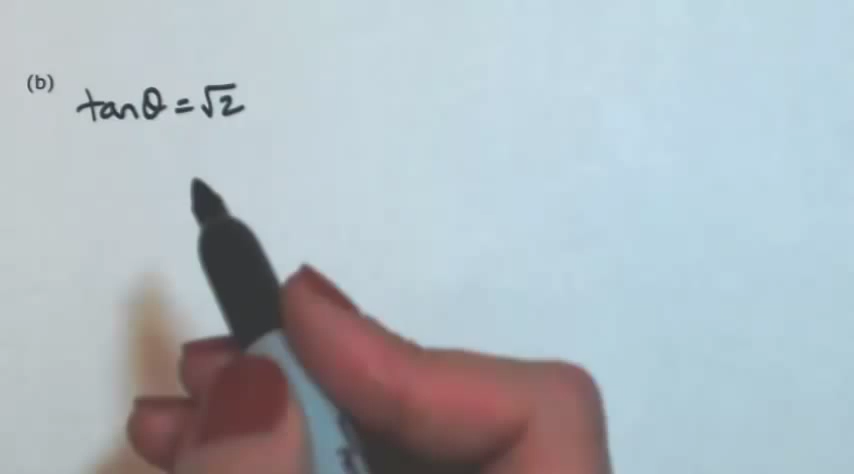 (b) tanθ = √2